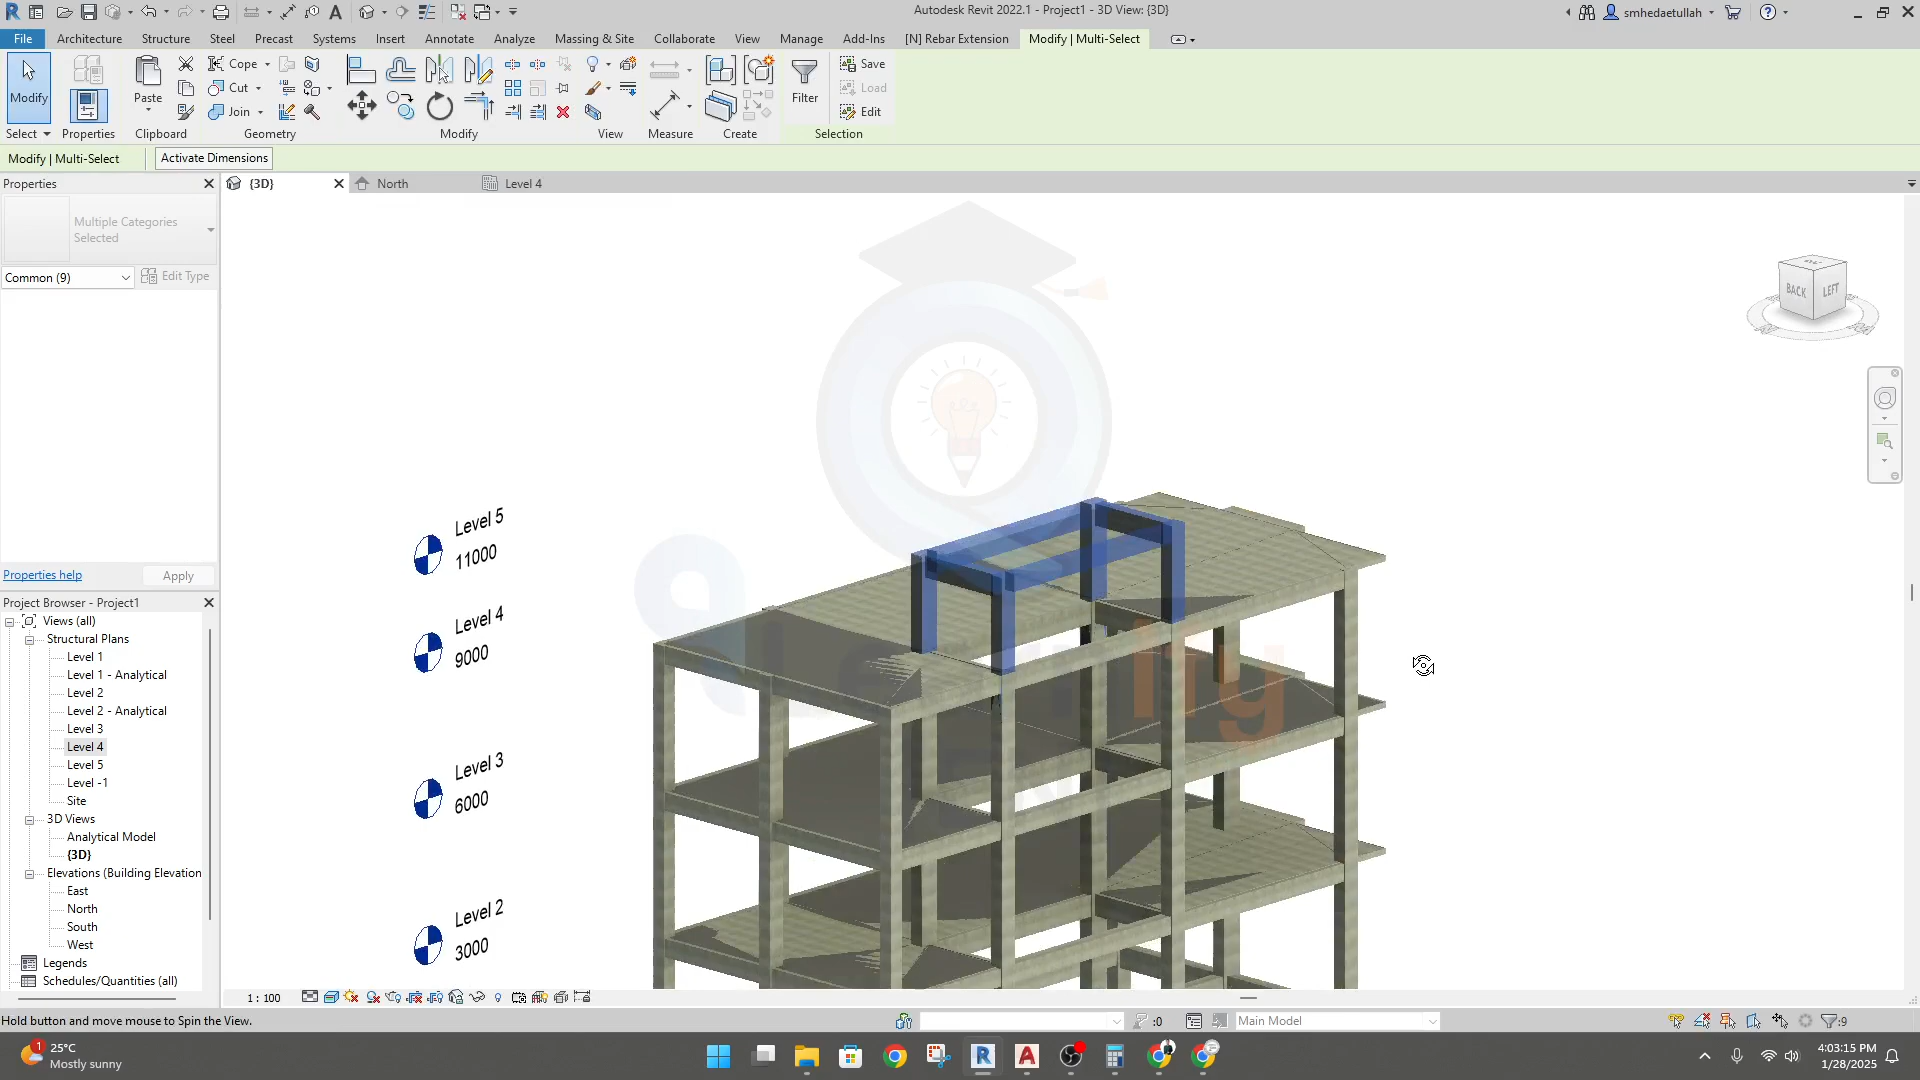 Autodesk Revit 2022.1 - Project1 - 3D View: {3D}
smhedaetullah
File
Architecture
Structure
Steel
Precast
Systems
Insert
Annotate
Analyze
Massing & Site
Collaborate
View
Manage
Add-Ins
[N] Rebar Extension
Modify | Multi-Select
Modify
Paste
Cope
Cut
Join
Filter
Save
Load
Edit
Select
Properties
Clipboard
Geometry
Modify
View
Measure
Create
Selection
Modify | Multi-Select
Activate Dimensions
Properties
{3D}
North
Level 4
Multiple Categories
Selected
Common (9)
Edit Type
Properties help
Apply
Project Browser - Project1
Views (all)
Structural Plans
Level 1
Level 1 - Analytical
Level 2
Level 2 - Analytical
Level 3
Level 4
Level 5
Level -1
Site
3D Views
Analytical Model
{3D}
Elevations (Building Elevation
East
North
South
West
Legends
Schedules/Quantities (all)
BACK
LEFT
Level 5
11000
Level 4
9000
Level 3
6000
Level 2
3000
1 : 100
Hold button and move mouse to Spin the View.
:0
Main Model
:9
1
25°C
Mostly sunny
4:03:15 PM
1/28/2025